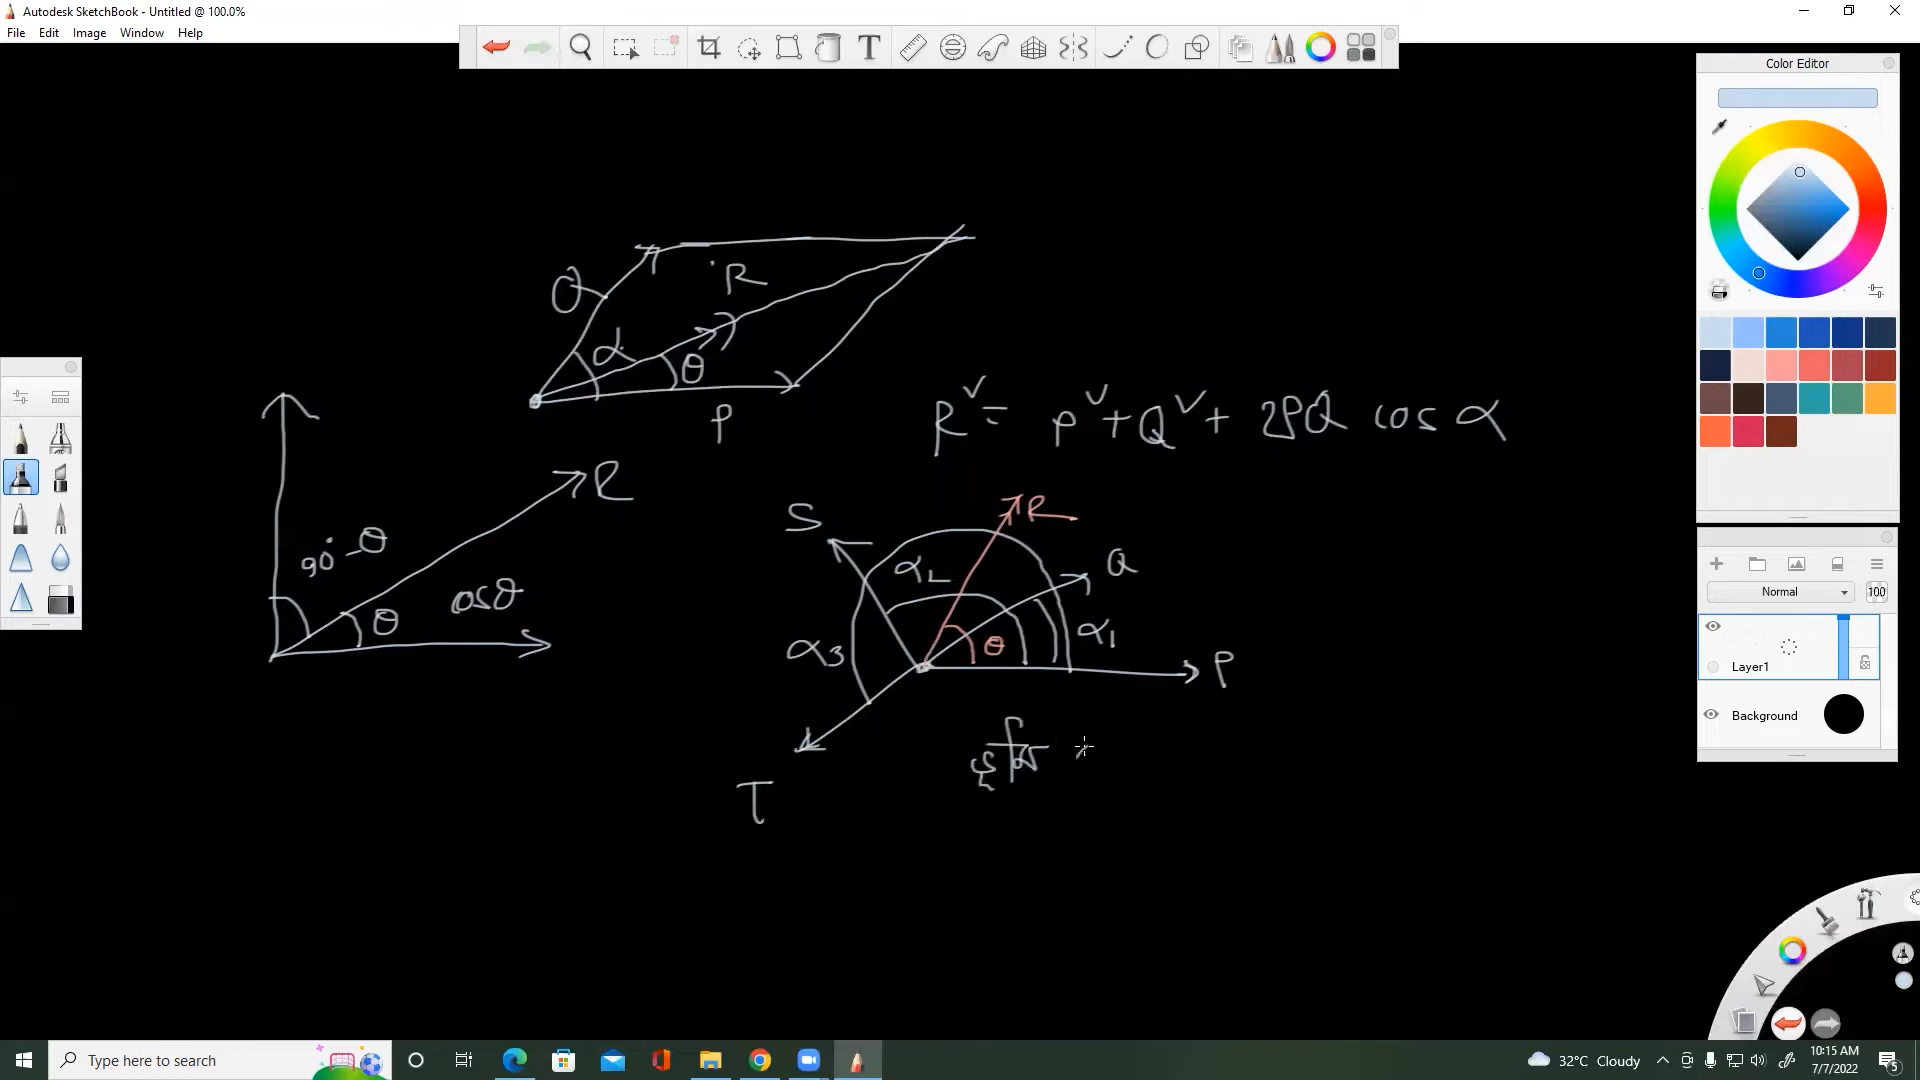 Autodesk SketchBook - Untitled @ 100.0%
File Edit Image Window Help
T
Color Editor
Q
R
α
θ
P
R² = P² + Q² + 2PQ cos α
R
90° - θ
θ
cosθ
S
R
Q
α₂
α₁
θ
α₃
P
T
Normal
100
Layer1
Background
Type here to search
32°C Cloudy
10:15 AM
7/7/2022
5